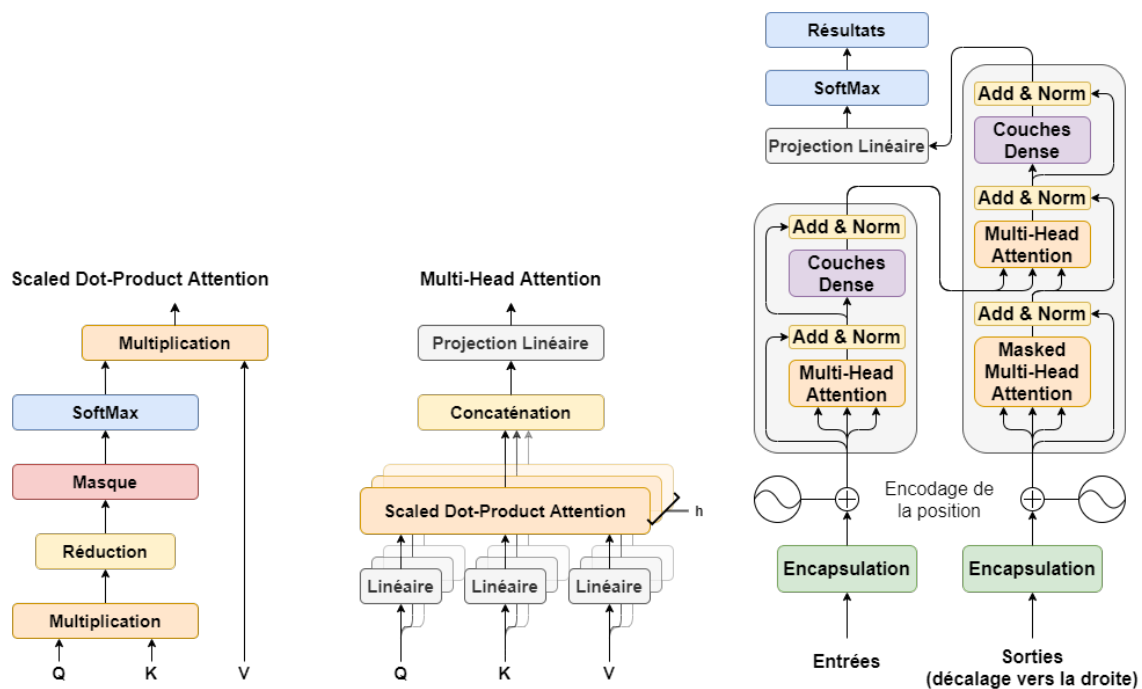 Scaled Dot-Product Attention
Multiplication
SoftMax
Masque
Réduction
Multiplication
Q
K
V
Multi-Head Attention
Projection Linéaire
Concaténation
Scaled Dot-Product Attention
h
Linéaire
Linéaire
Linéaire
Q
K
V
Résultats
SoftMax
Projection Linéaire
Add & Norm
Couches
Dense
Add & Norm
Multi-Head
Attention
Encapsulation
Entrées
Encodage de
la position
Add & Norm
Couches
Dense
Add & Norm
Multi-Head
Attention
Add & Norm
Masked
Multi-Head
Attention
Encapsulation
Sorties
(décalage vers la droite)